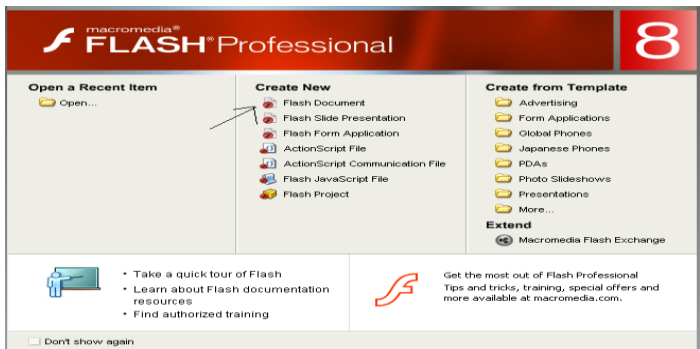 macromedia®
FLASH® Professional
8
Open a Recent Item
Open...
Create New
Flash Document
Flash Slide Presentation
Flash Form Application
ActionScript File
ActionScript Communication File
Flash JavaScript File
Flash Project
Create from Template
Advertising
Form Applications
Global Phones
Japanese Phones
PDAs
Photo Slideshows
Presentations
More...
Extend
Macromedia Flash Exchange
• Take a quick tour of Flash
• Learn about Flash documentation
resources
• Find authorized training
Get the most out of Flash Professional
Tips and tricks, training, special offers and
more available at macromedia.com.
Don't show again